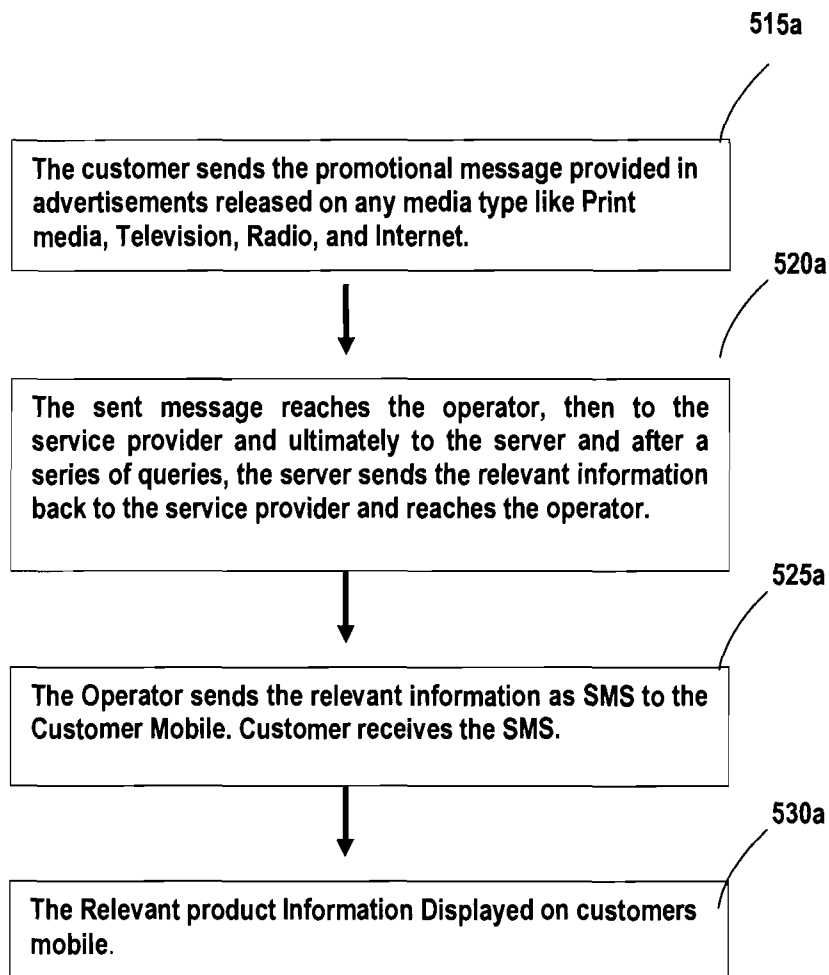 515a
The customer sends the promotional message provided in
advertisements released on any media type like Print
media, Television, Radio, and Internet.
520a
The sent message reaches the operator, then to the
service provider and ultimately to the server and after a
series of queries, the server sends the relevant information
back to the service provider and reaches the operator.
525a
The Operator sends the relevant information as SMS to the
Customer Mobile. Customer receives the SMS.
530a
The Relevant product Information Displayed on customers
mobile.